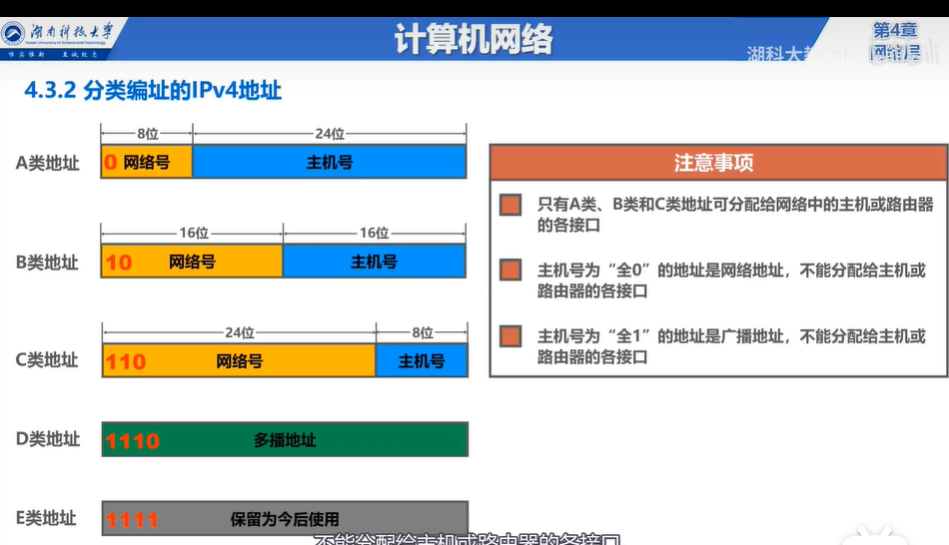 湖南科技大学
Hunan University of Science and Technology
唯实惟新 至诚致志
计算机网络
第4章
网络层
湖科大教
4.3.2 分类编址的IPv4地址
8位
24位
A类地址
0 网络号
主机号
16位
16位
B类地址
10 网络号
主机号
24位
8位
C类地址
110 网络号
主机号
D类地址
1110 多播地址
E类地址
1111 保留为今后使用
注意事项
只有A类、B类和C类地址可分配给网络中的主机或路由器
的各接口
主机号为“全0”的地址是网络地址，不能分配给主机或
路由器的各接口
主机号为“全1”的地址是广播地址，不能分配给主机或
路由器的各接口
不能分配给主机或路由器的各接口